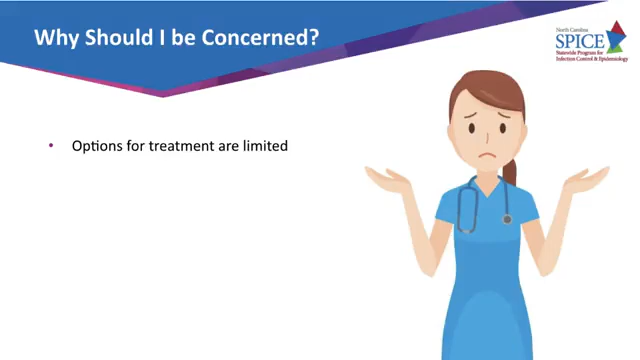 Why Should I be Concerned?
North Carolina
SPICE
Statewide Program for
Infection Control & Epidemiology
• Options for treatment are limited